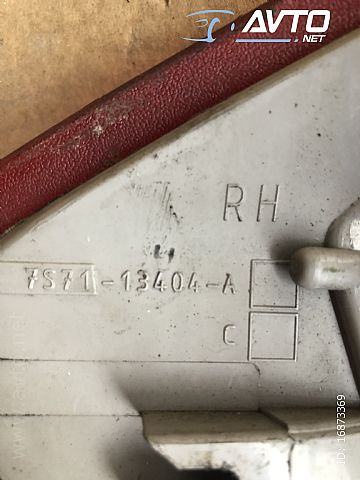 AVTO
.NET
RH
7S71-13404-A
C
ID: 16873369